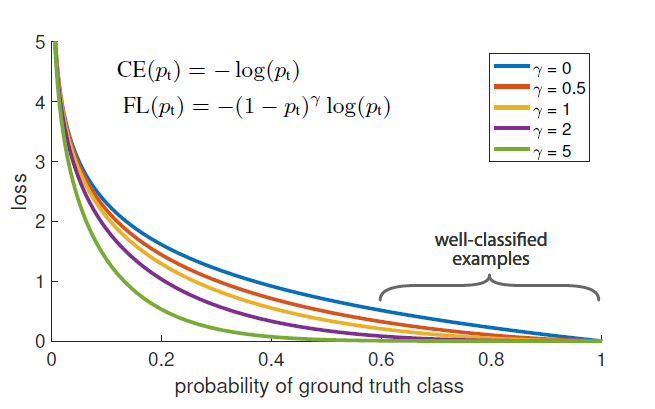 5
CE(pₜ) = − log(pₜ)
γ = 0
γ = 0.5
4
FL(pₜ) = −(1 − pₜ)^γ log(pₜ)
γ = 1
γ = 2
γ = 5
3
loss
2
well-classified
examples
1
0
0 0.2 0.4 0.6 0.8 1
probability of ground truth class